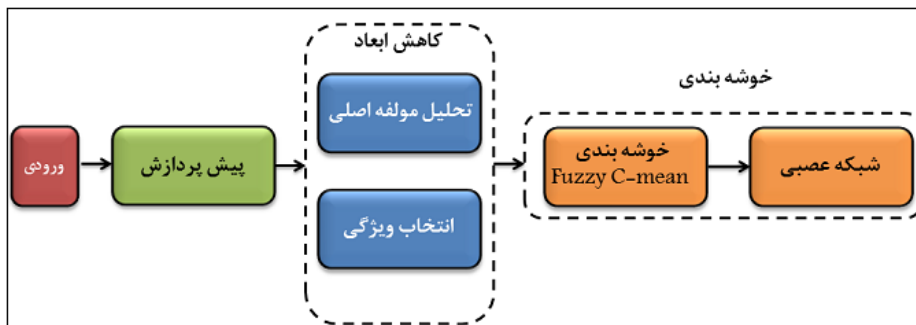 کاهش ابعاد
خوشه بندی
ورودی
پیش پردازش
تحلیل مولفه اصلی
انتخاب ویژگی
خوشه بندی
Fuzzy C-mean
شبکه عصبی